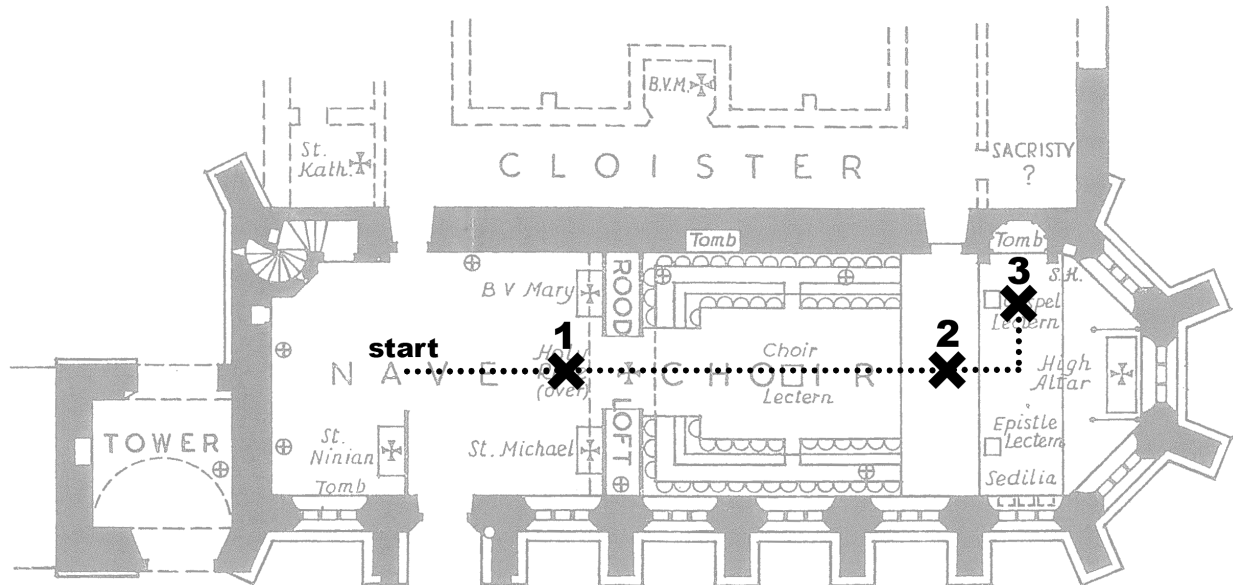 B.V.M.
St.
Kath.
CLOISTER
SACRISTY
?
Tomb
Tomb
ROOD
3
S.H.
B V Mary
1
Lectern
2
start
Choir
High
NAVE
CHOIR
Altar
(over)
Lectern
LOFT
TOWER
St.
Ninian
St. Michael
Epistle
Lectern
Tomb
Sedilia